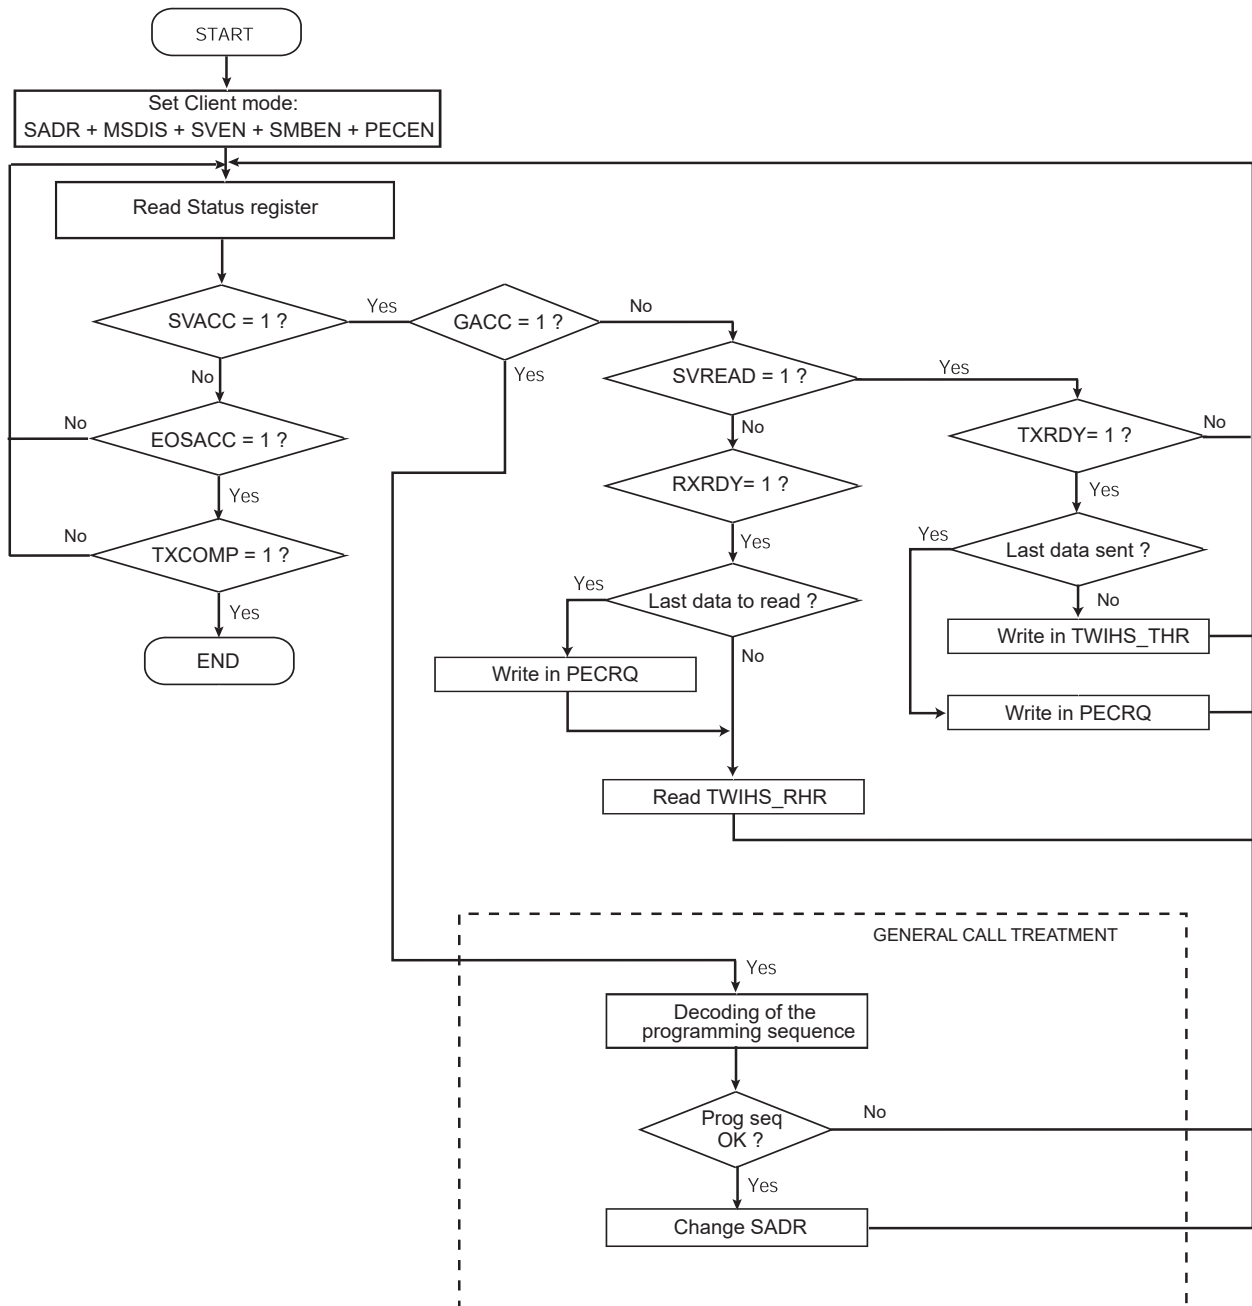 START
Set Client mode:
SADR + MSDIS + SVEN + SMBEN + PECEN
Read Status register
SVACC = 1 ?
Yes
GACC = 1 ?
No
No
Yes
SVREAD = 1 ?
Yes
No
EOSACC = 1 ?
No
TXRDY= 1 ?
No
Yes
RXRDY= 1 ?
Yes
No
TXCOMP = 1 ?
Yes
Yes
Last data sent ?
Yes
Last data to read ?
No
Yes
No
Write in TWIHS_THR
END
Write in PECRQ
Write in PECRQ
Read TWIHS_RHR
GENERAL CALL TREATMENT
Yes
Decoding of the
programming sequence
Prog seq
OK ?
No
Yes
Change SADR